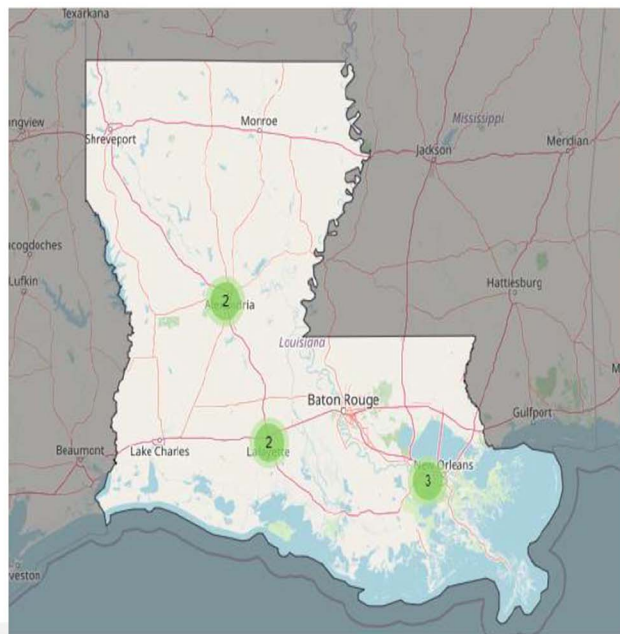 Texarkana
Mississippi
Monroe
Shreveport
Jackson
Meridian
Lufkin
Hattiesburg
2
Louisiana
Baton Rouge
Gulfport
2
Beaumont
Lake Charles
New Orleans
3